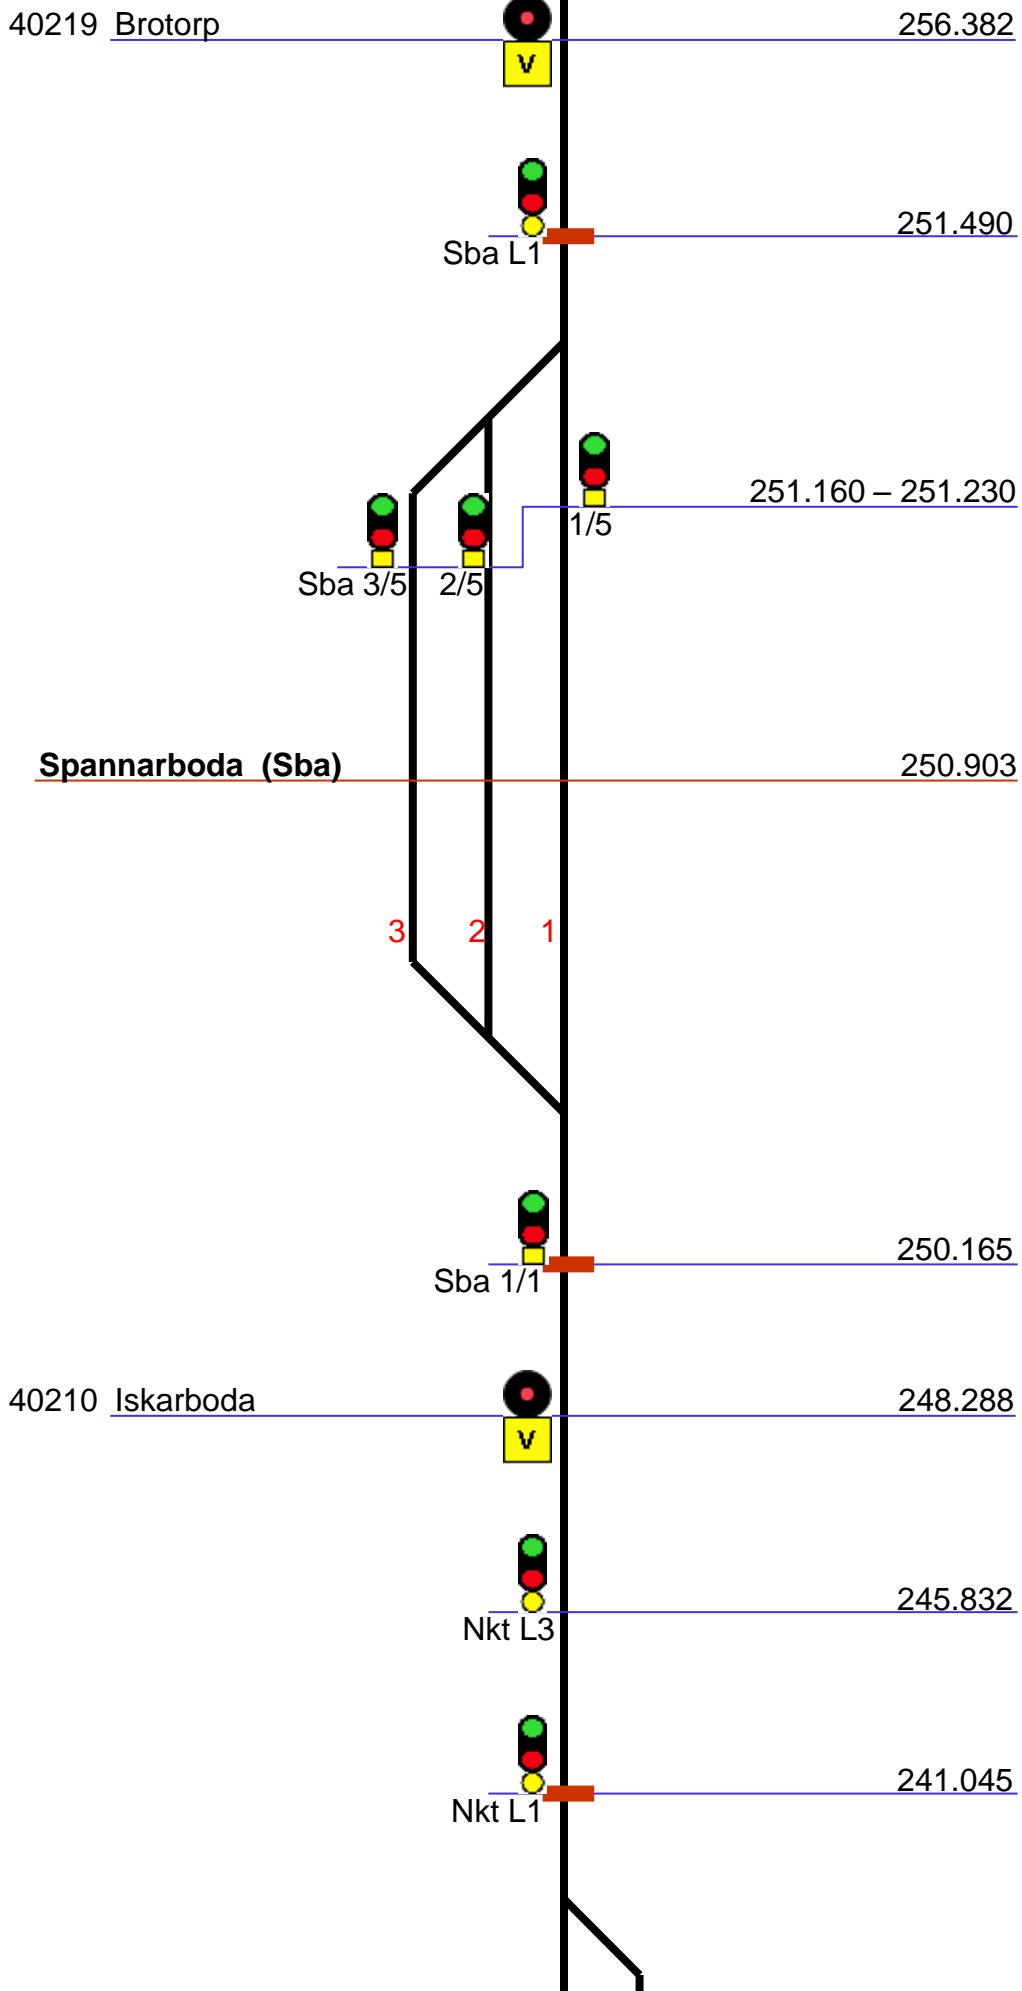 40219 Brotorp 256.382
V
251.490
Sba L1
251.160 – 251.230
1/5
Sba 3/5 2/5
Spannarboda (Sba) 250.903
3 2 1
250.165
Sba 1/1
40210 Iskarboda 248.288
V
245.832
Nkt L3
241.045
Nkt L1